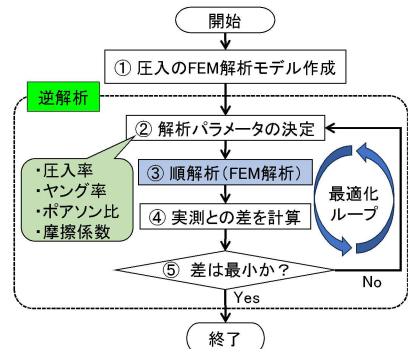 開始
① 圧入のFEM解析モデル作成
逆解析
② 解析パラメータの決定
・圧入率
・ヤング率
・ポアソン比
・摩擦係数
③ 順解析(FEM解析)
最適化
ループ
④ 実測との差を計算
⑤ 差は最小か？
No
Yes
終了